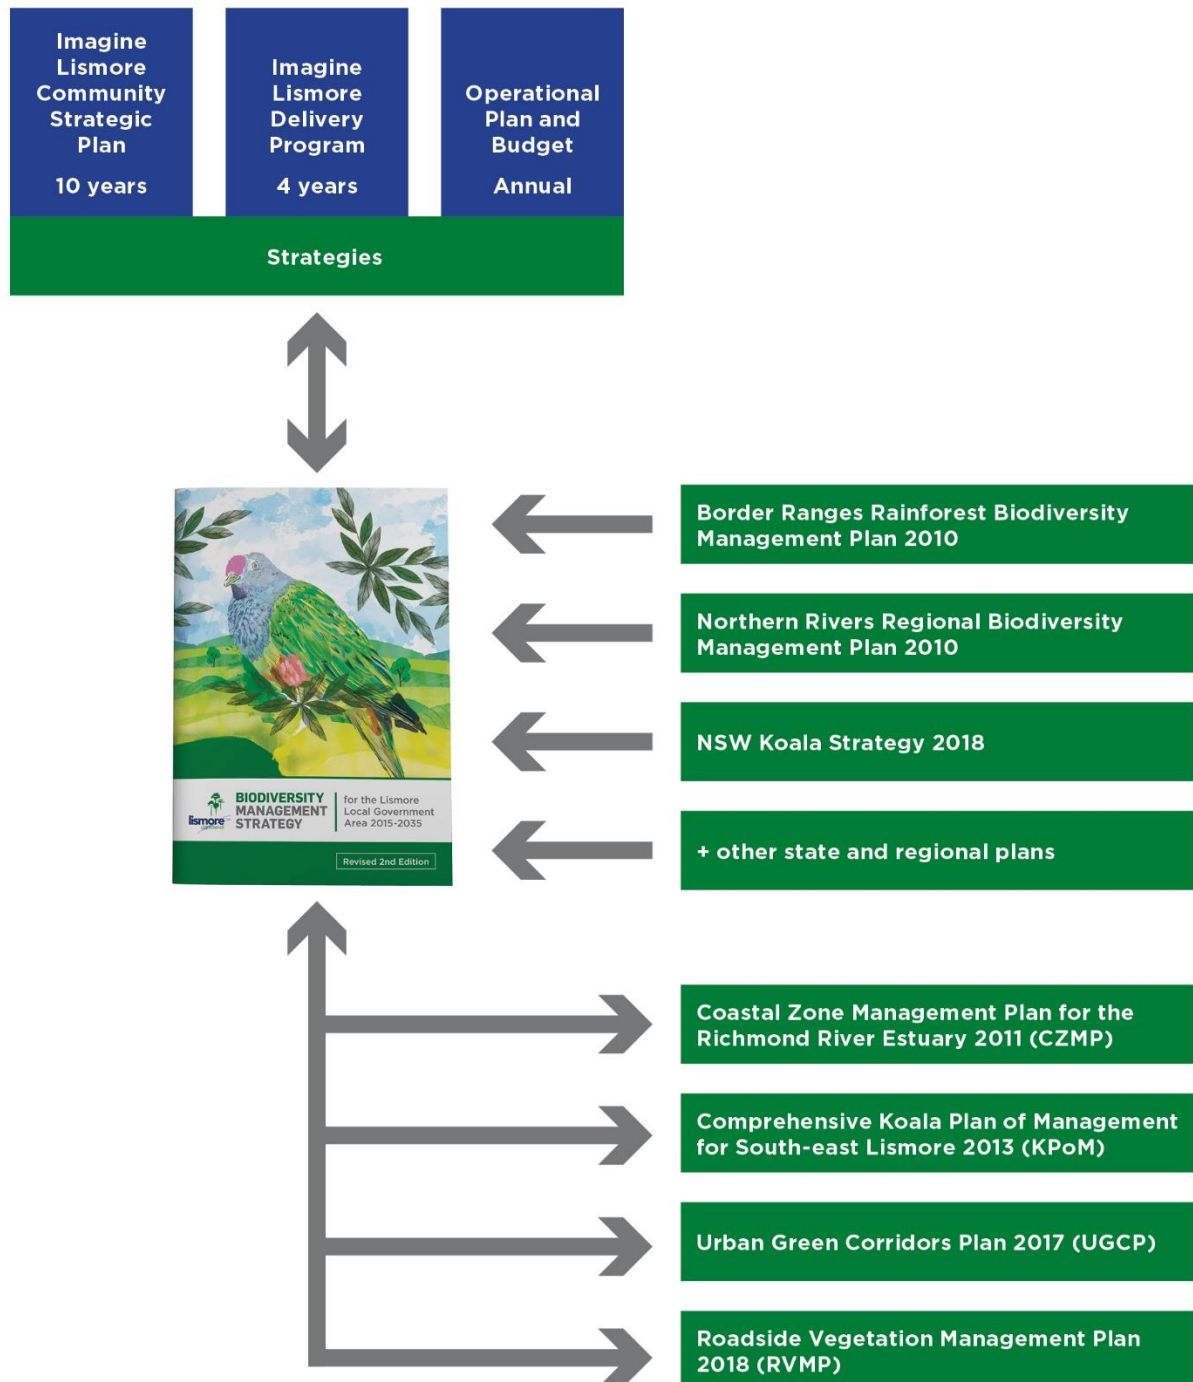 Imagine
Lismore
Community
Strategic
Plan
10 years
Imagine
Lismore
Delivery
Program
4 years
Operational
Plan and
Budget
Annual
Strategies
Border Ranges Rainforest Biodiversity
Management Plan 2010
Northern Rivers Regional Biodiversity
Management Plan 2010
NSW Koala Strategy 2018
+ other state and regional plans
lismore
BIODIVERSITY
MANAGEMENT
STRATEGY
for the Lismore
Local Government
Area 2015-2035
Revised 2nd Edition
Coastal Zone Management Plan for the
Richmond River Estuary 2011 (CZMP)
Comprehensive Koala Plan of Management
for South-east Lismore 2013 (KPoM)
Urban Green Corridors Plan 2017 (UGCP)
Roadside Vegetation Management Plan
2018 (RVMP)